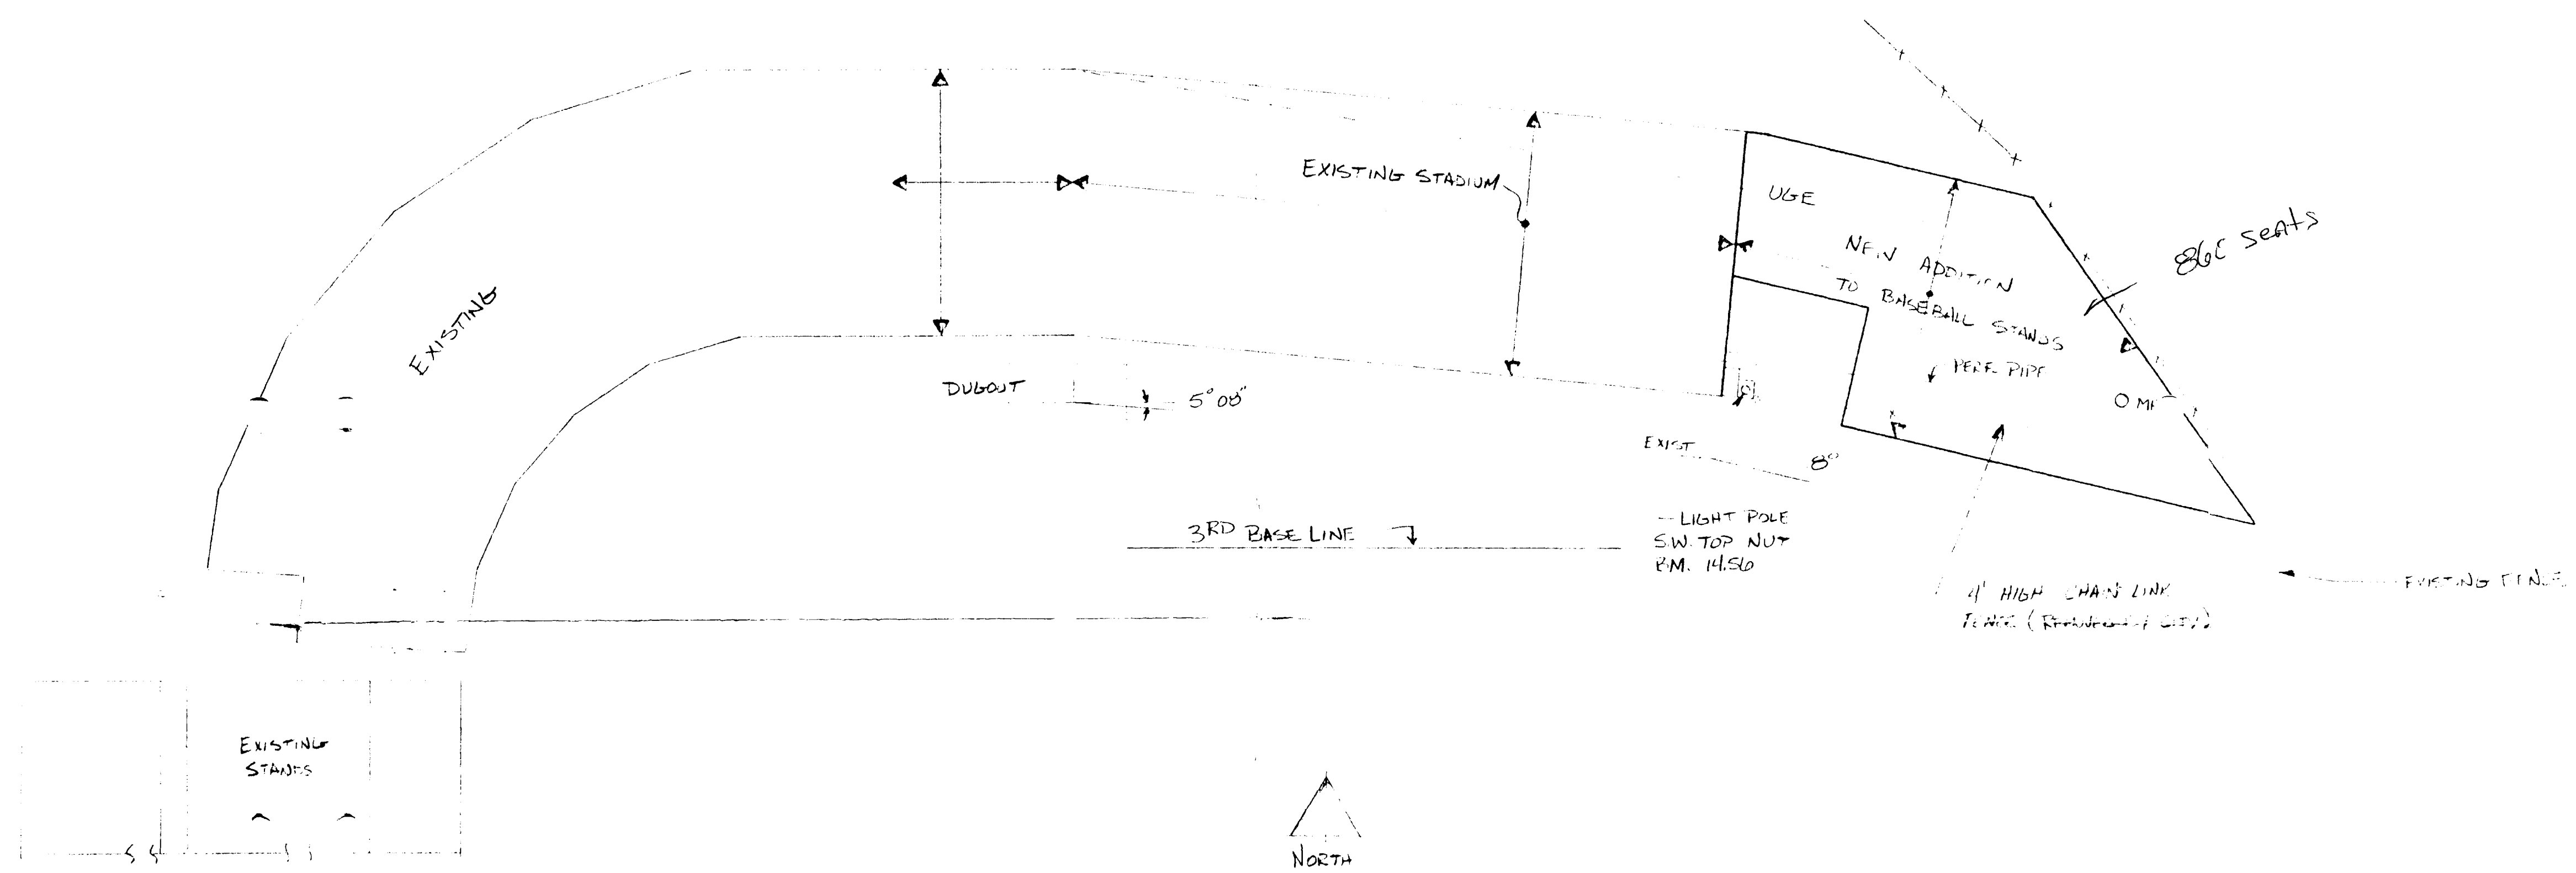 EXISTING STADIUM
UGE
NEW ADDITION
TO BASEBALL STANDS
seats
PERF. PIPE
EXISTING
DUGOUT
5°00'
EXIST
8°
3RD BASE LINE
LIGHT POLE
S.W. TOP NUT
B.M. 14.56
4' HIGH CHAIN LINK
FENCE (
EXISTING FENCE
EXISTING
STANDS
NORTH